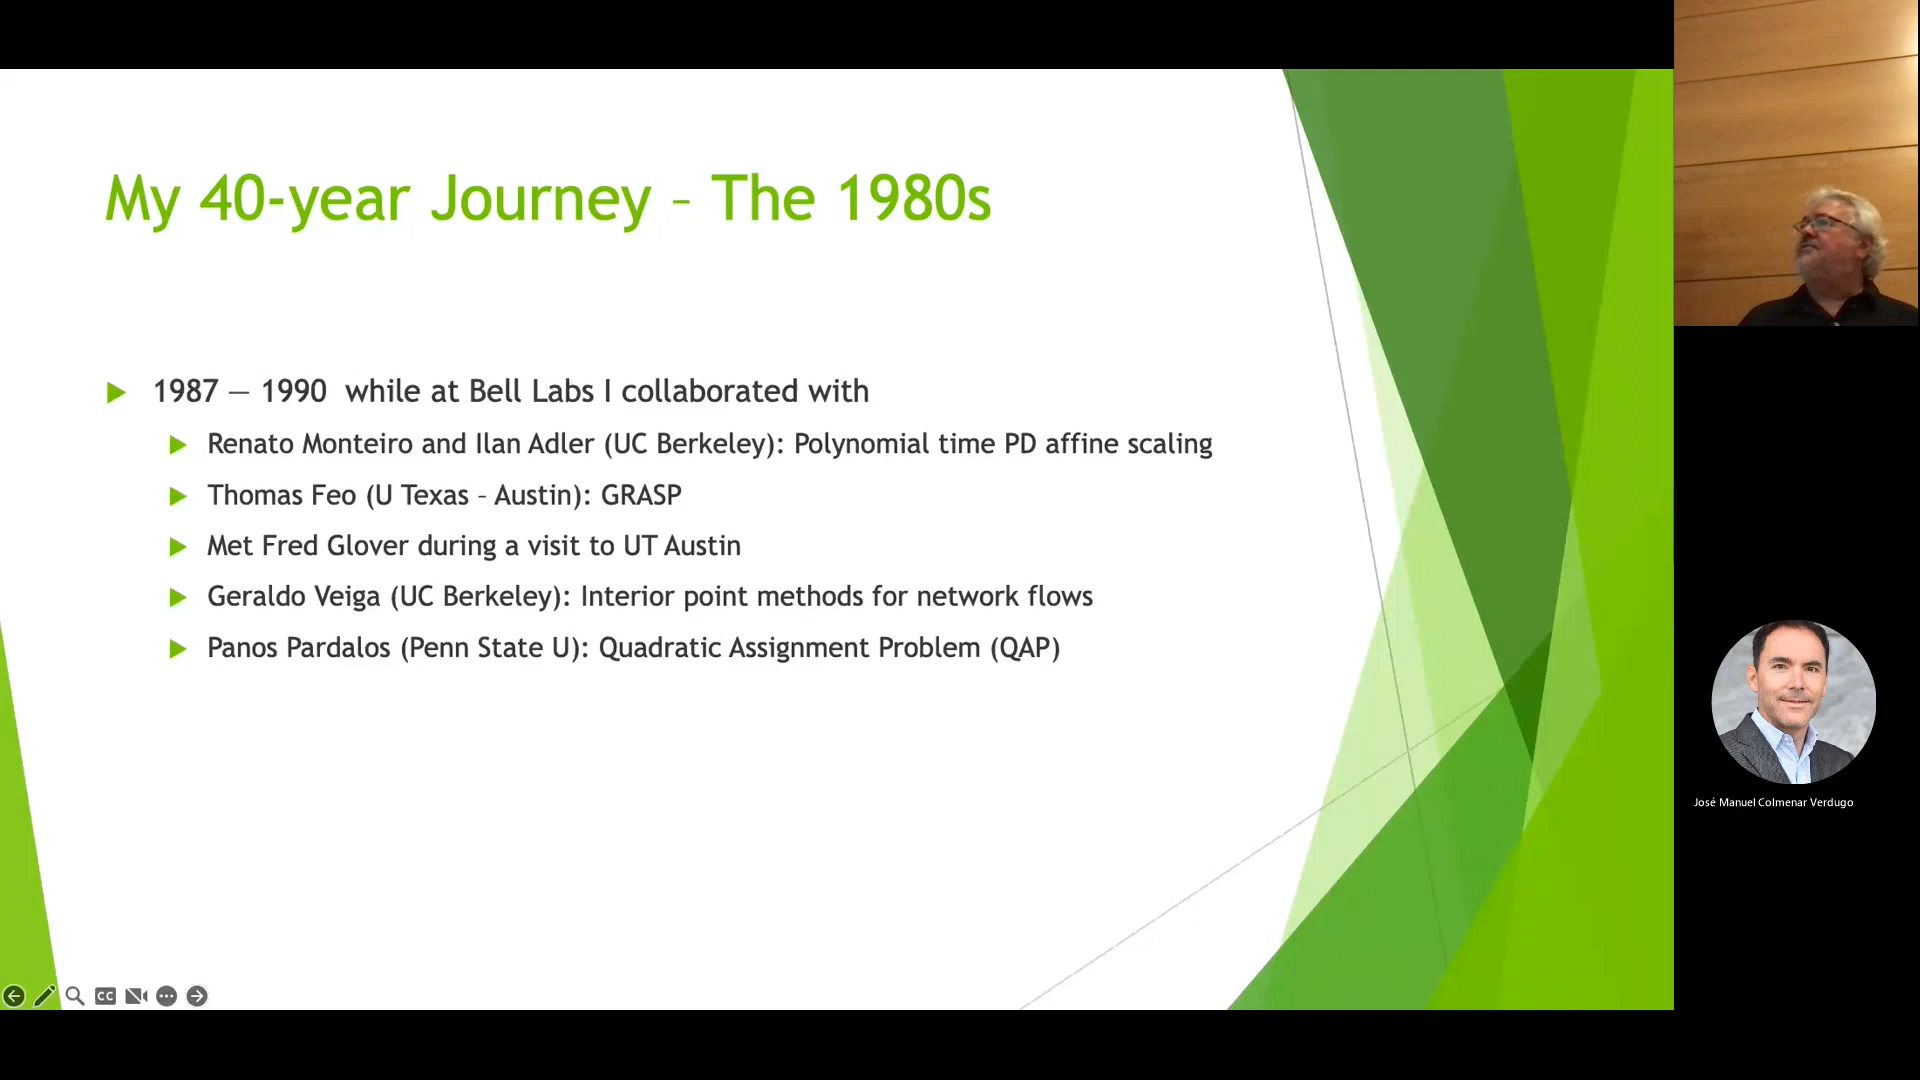 My 40-year Journey – The 1980s
1987 — 1990 while at Bell Labs I collaborated with
Renato Monteiro and Ilan Adler (UC Berkeley): Polynomial time PD affine scaling
Thomas Feo (U Texas – Austin): GRASP
Met Fred Glover during a visit to UT Austin
Geraldo Veiga (UC Berkeley): Interior point methods for network flows
Panos Pardalos (Penn State U): Quadratic Assignment Problem (QAP)
CC
José Manuel Colmenar Verdugo